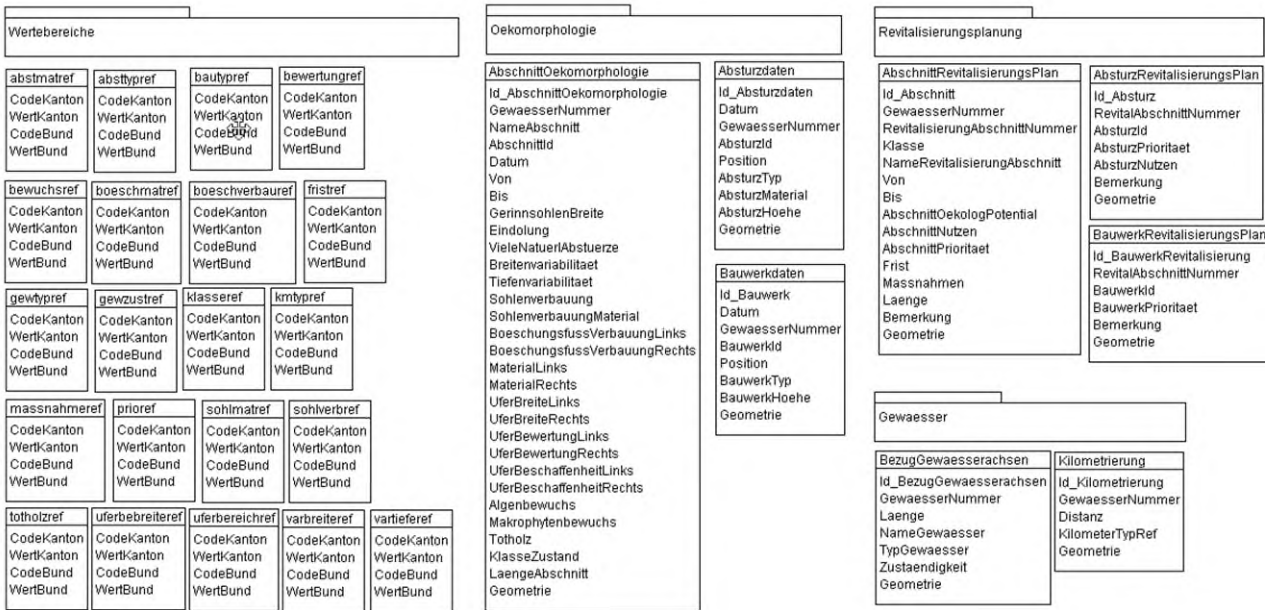 Wertebereiche
abstmatref
CodeKanton
WertKanton
CodeBund
WertBund
absttypref
CodeKanton
WertKanton
CodeBund
WertBund
bautypref
CodeKanton
WertKanton
CodeBund
WertBund
bewertungref
CodeKanton
WertKanton
CodeBund
WertBund
bewuchsref
CodeKanton
WertKanton
CodeBund
WertBund
boeschmatref
CodeKanton
WertKanton
CodeBund
WertBund
boeschverbauref
CodeKanton
WertKanton
CodeBund
WertBund
fristref
CodeKanton
WertKanton
CodeBund
WertBund
gewtypref
CodeKanton
WertKanton
CodeBund
WertBund
gewzustref
CodeKanton
WertKanton
CodeBund
WertBund
klasseref
CodeKanton
WertKanton
CodeBund
WertBund
kmtypref
CodeKanton
WertKanton
CodeBund
WertBund
massnahmeref
CodeKanton
WertKanton
CodeBund
WertBund
prioref
CodeKanton
WertKanton
CodeBund
WertBund
sohlmatref
CodeKanton
WertKanton
CodeBund
WertBund
sohlverbref
CodeKanton
WertKanton
CodeBund
WertBund
totholzref
CodeKanton
WertKanton
CodeBund
WertBund
uferbebreiteref
CodeKanton
WertKanton
CodeBund
WertBund
uferbereichref
CodeKanton
WertKanton
CodeBund
WertBund
varbreiteref
CodeKanton
WertKanton
CodeBund
WertBund
vartieferef
CodeKanton
WertKanton
CodeBund
WertBund
Oekomorphologie
AbschnittOekomorphologie
Id_AbschnittOekomorphologie
GewaesserNummer
NameAbschnitt
AbschnittId
Datum
Von
Bis
GerinnsohlenBreite
Eindolung
VieleNatuerlAbstuerze
Breitenvariabilitaet
Tiefenvariabilitaet
Sohlenverbauung
SohlenverbauungMaterial
BoeschungsfussVerbauungLinks
BoeschungsfussVerbauungRechts
MaterialLinks
MaterialRechts
UferBreiteLinks
UferBreiteRechts
UferBewertungLinks
UferBewertungRechts
UferBeschaffenheitLinks
UferBeschaffenheitRechts
Algenbewuchs
Makrophytenbewuchs
Totholz
KlasseZustand
LaengeAbschnitt
Geometrie
Absturzdaten
Id_Absturzdaten
Datum
GewaesserNummer
AbsturzId
Position
AbsturzTyp
AbsturzMaterial
AbsturzHoehe
Geometrie
Bauwerkdaten
Id_Bauwerk
Datum
GewaesserNummer
BauwerkId
Position
BauwerkTyp
BauwerkHoehe
Geometrie
Revitalisierungsplanung
AbschnittRevitalisierungsPlan
Id_Abschnitt
GewaesserNummer
RevitalisierungAbschnittNummer
Klasse
NameRevitalisierungAbschnitt
Von
Bis
AbschnittOekologPotential
AbschnittNutzen
AbschnittPrioritaet
Frist
Massnahmen
Laenge
Bemerkung
Geometrie
AbsturzRevitalisierungsPlan
Id_Absturz
RevitalAbschnittNummer
AbsturzId
AbsturzPrioritaet
AbsturzNutzen
Bemerkung
Geometrie
BauwerkRevitalisierungsPlan
Id_BauwerkRevitalisierung
RevitalAbschnittNummer
BauwerkId
BauwerkPrioritaet
Bemerkung
Geometrie
Gewaesser
BezugGewaesserachsen
Id_BezugGewaesserachsen
GewaesserNummer
Laenge
NameGewaesser
TypGewaesser
Zustaendigkeit
Geometrie
Kilometrierung
Id_Kilometrierung
GewaesserNummer
Distanz
KilometerTypRef
Geometrie